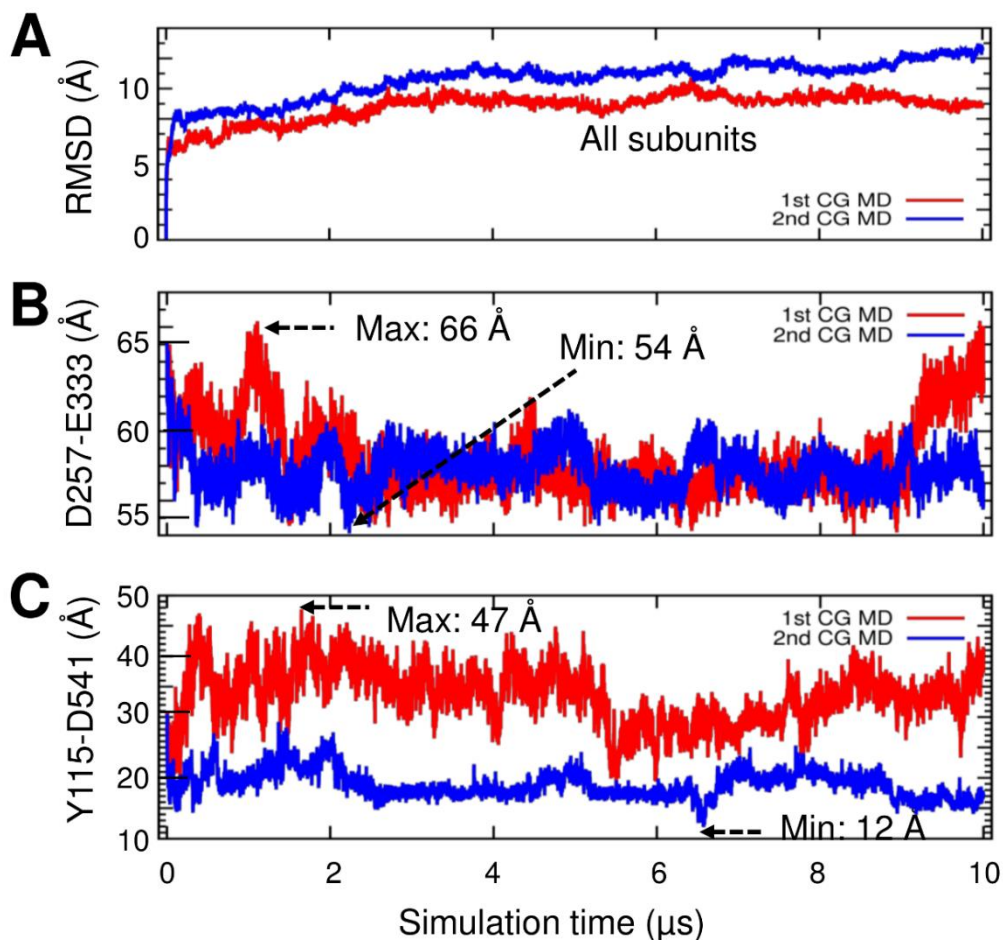 A
RMSD (Å)
10
5
0
All subunits
1st CG MD
2nd CG MD
B
D257-E333 (Å)
65
60
55
Max: 66 Å
Min: 54 Å
1st CG MD
2nd CG MD
C
Y115-D541 (Å)
50
40
30
20
10
Max: 47 Å
Min: 12 Å
1st CG MD
2nd CG MD
0 2 4 6 8 10
Simulation time (μs)